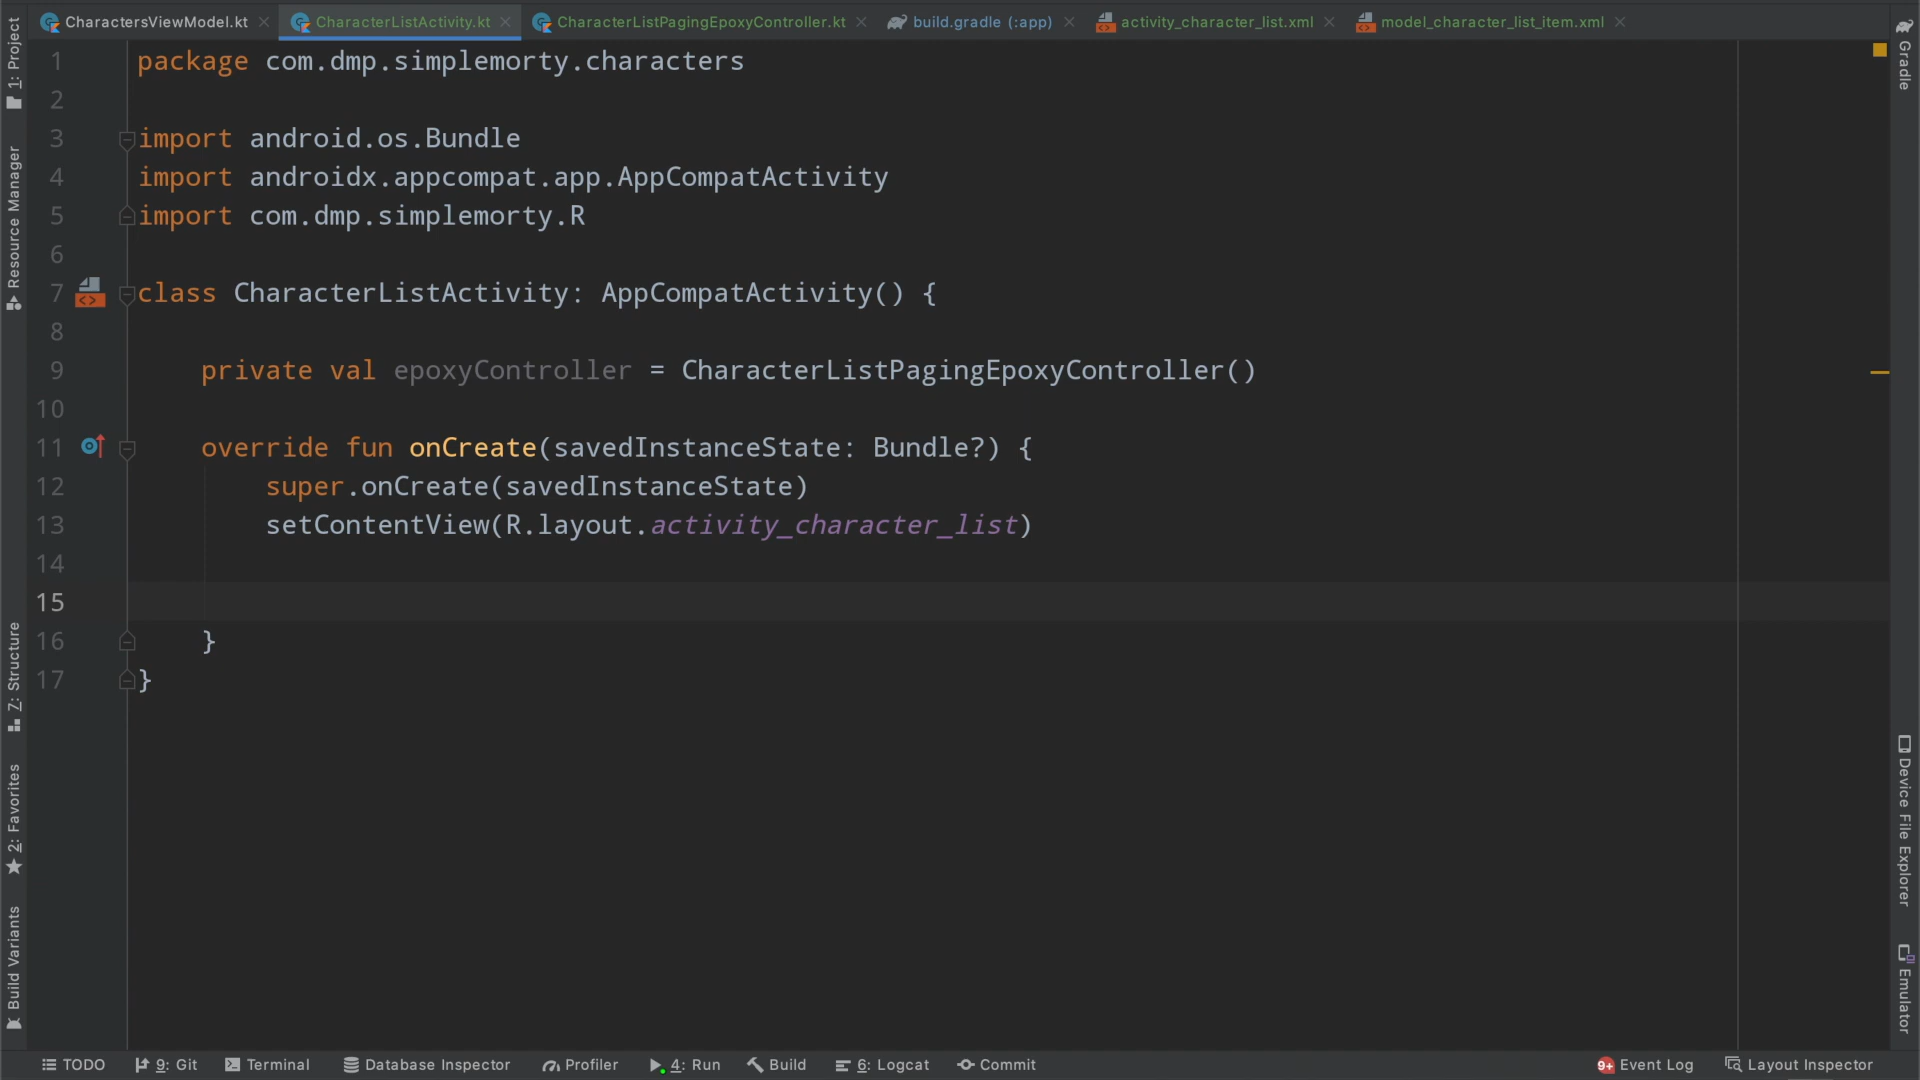 CharactersViewModel.kt
CharacterListActivity.kt
CharacterListPagingEpoxyController.kt
build.gradle (:app)
activity_character_list.xml
model_character_list_item.xml
1: Project
Resource Manager
Z: Structure
2: Favorites
Build Variants
1 package com.dmp.simplemorty.characters
2
3 import android.os.Bundle
4 import androidx.appcompat.app.AppCompatActivity
5 import com.dmp.simplemorty.R
6
7 class CharacterListActivity: AppCompatActivity() {
8
9 private val epoxyController = CharacterListPagingEpoxyController()
10
11 override fun onCreate(savedInstanceState: Bundle?) {
12 super.onCreate(savedInstanceState)
13 setContentView(R.layout.activity_character_list)
14
15
16 }
17 }
Gradle
Device File Explorer
Emulator
TODO
9: Git
Terminal
Database Inspector
Profiler
4: Run
Build
6: Logcat
Commit
9+ Event Log
Layout Inspector